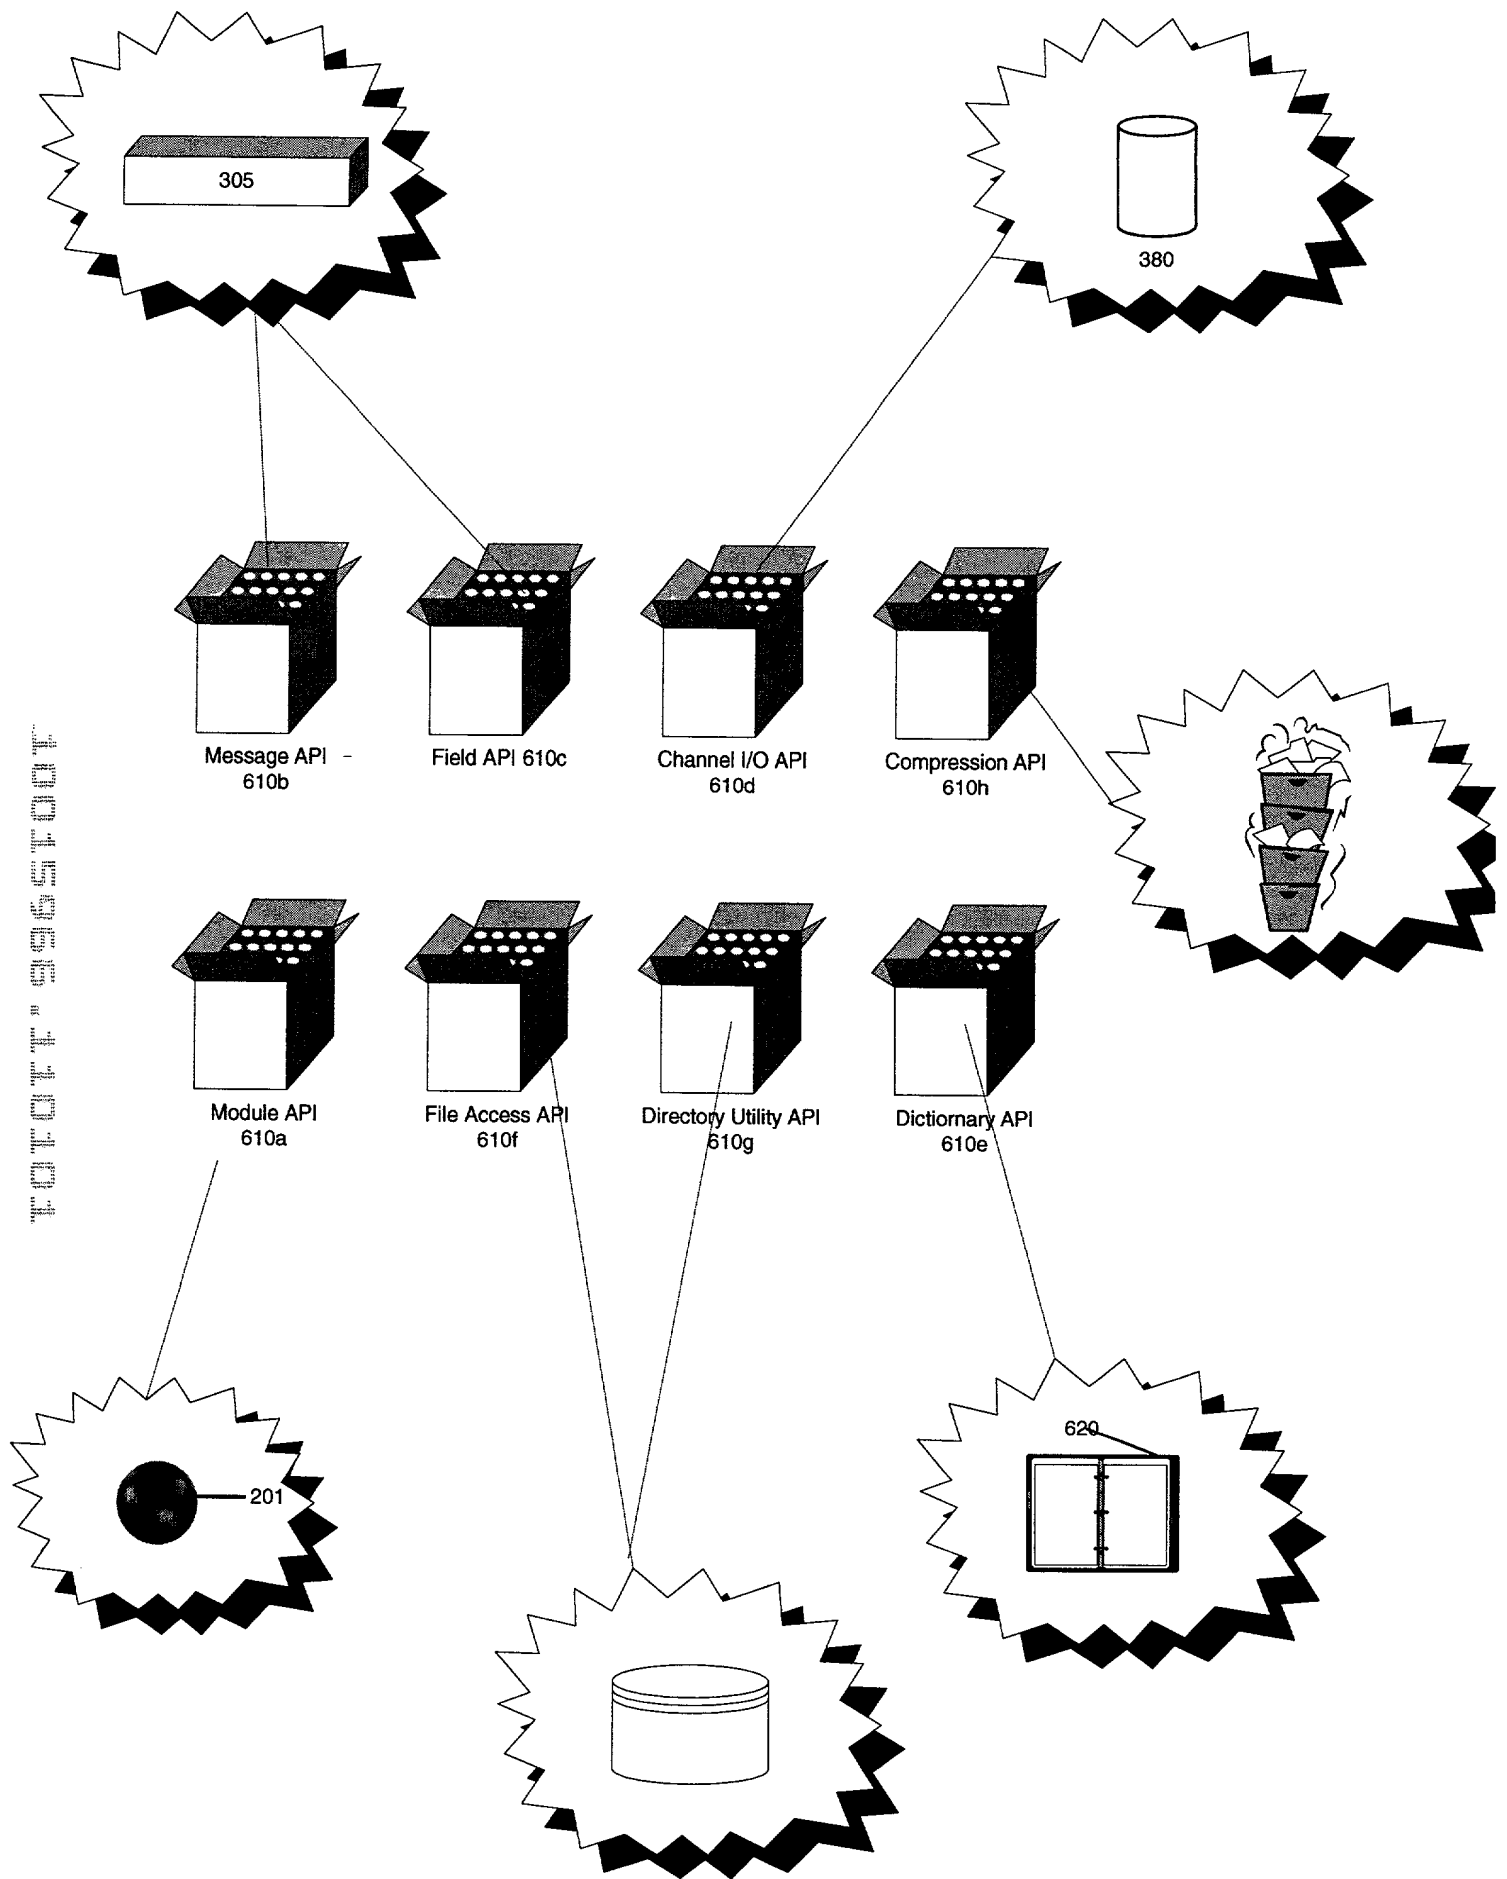 305
380
Message API
610b
Field API 610c
Channel I/O API
610d
Compression API
610h
Module API
610a
File Access API
610f
Directory Utility API
610g
Dictiornary API
610e
620
201